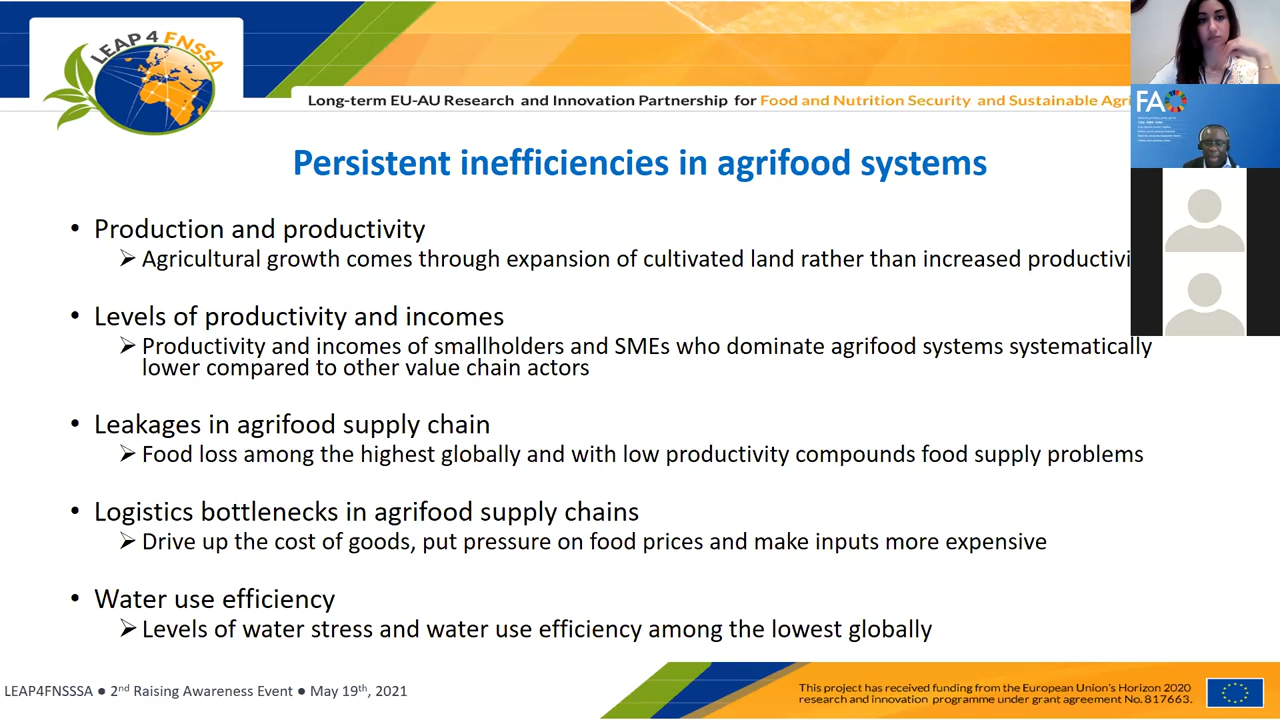 LEAP 4 FNSSA
Long-term EU-AU Research and Innovation Partnership for Food and Nutrition Security and Sustainable Agri
FAO
Persistent inefficiencies in agrifood systems
• Production and productivity
➢ Agricultural growth comes through expansion of cultivated land rather than increased productivi
• Levels of productivity and incomes
➢ Productivity and incomes of smallholders and SMEs who dominate agrifood systems systematically
lower compared to other value chain actors
• Leakages in agrifood supply chain
➢ Food loss among the highest globally and with low productivity compounds food supply problems
• Logistics bottlenecks in agrifood supply chains
➢ Drive up the cost of goods, put pressure on food prices and make inputs more expensive
• Water use efficiency
➢ Levels of water stress and water use efficiency among the lowest globally
LEAP4FNSSSA ● 2nd Raising Awareness Event ● May 19th, 2021
This project has received funding from the European Union's Horizon 2020
research and innovation programme under grant agreement No. 817663.